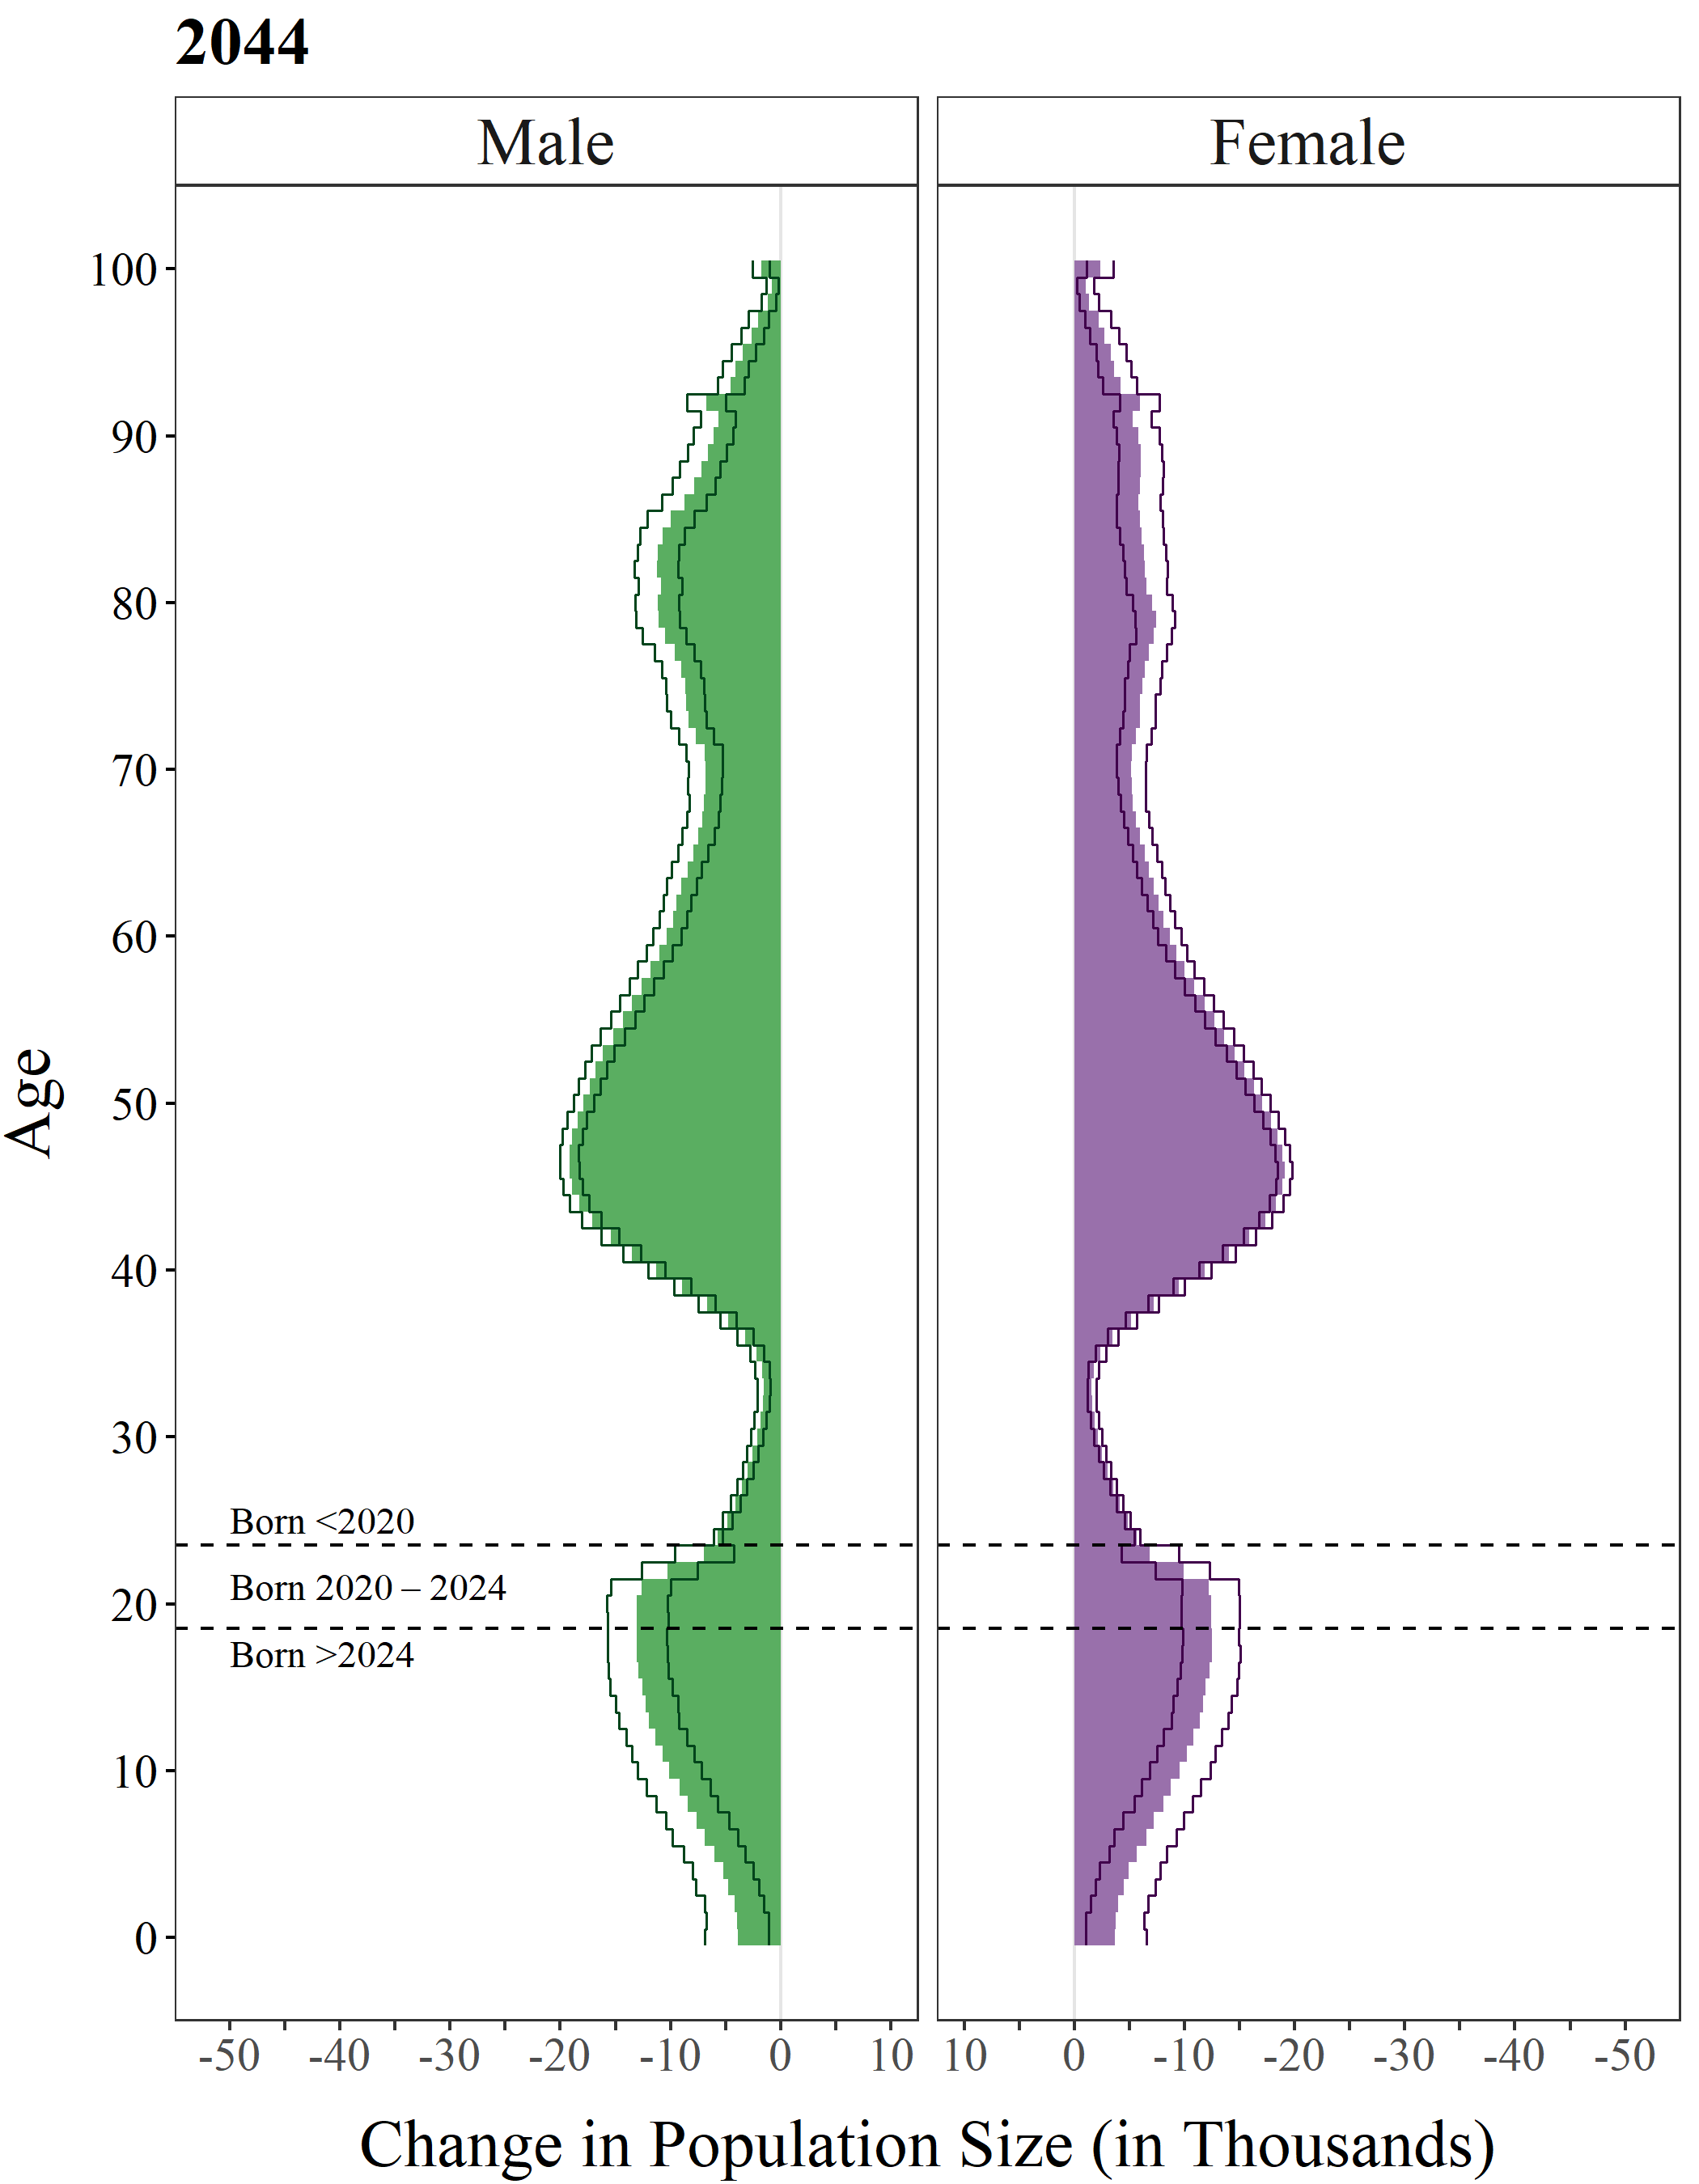 2044
Male Female
100
90
80
70
60
50
40
30
20
10
0
Age
Born <2020
Born 2020 – 2024
Born >2024
-50 -40 -30 -20 -10 0 10 10 0 -10 -20 -30 -40 -50
Change in Population Size (in Thousands)